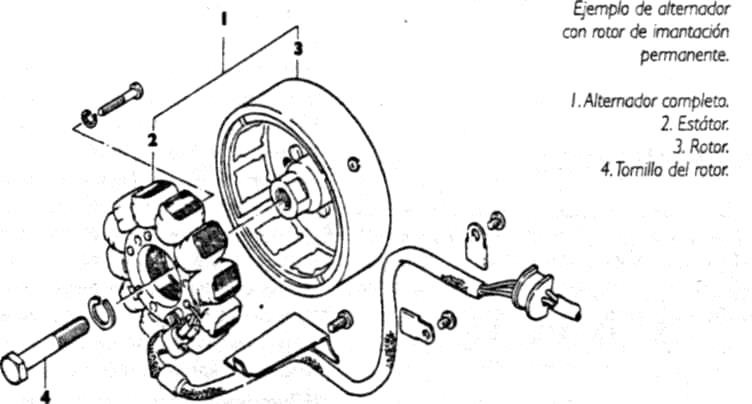 Ejemplo de alternador
con rotor de imantación
permanente.
1. Alternador completo.
2. Estátor.
3. Rotor.
4. Tornillo del rotor.
1
3
2
4